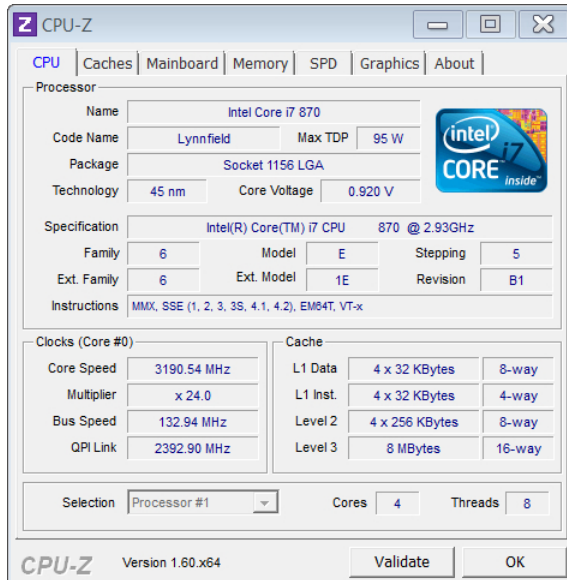 Z CPU-Z
CPU Caches Mainboard Memory SPD Graphics About
Processor
Name Intel Core i7 870
Code Name Lynnfield Max TDP 95 W
Package Socket 1156 LGA
Technology 45 nm Core Voltage 0.920 V
intel CORE i7 inside™
Specification Intel(R) Core(TM) i7 CPU 870 @ 2.93GHz
Family 6 Model E Stepping 5
Ext. Family 6 Ext. Model 1E Revision B1
Instructions MMX, SSE (1, 2, 3, 3S, 4.1, 4.2), EM64T, VT-x
Clocks (Core #0) Cache
Core Speed 3190.54 MHz L1 Data 4 x 32 KBytes 8-way
Multiplier x 24.0 L1 Inst. 4 x 32 KBytes 4-way
Bus Speed 132.94 MHz Level 2 4 x 256 KBytes 8-way
QPI Link 2392.90 MHz Level 3 8 MBytes 16-way
Selection Processor #1 Cores 4 Threads 8
CPU-Z Version 1.60.x64 Validate OK